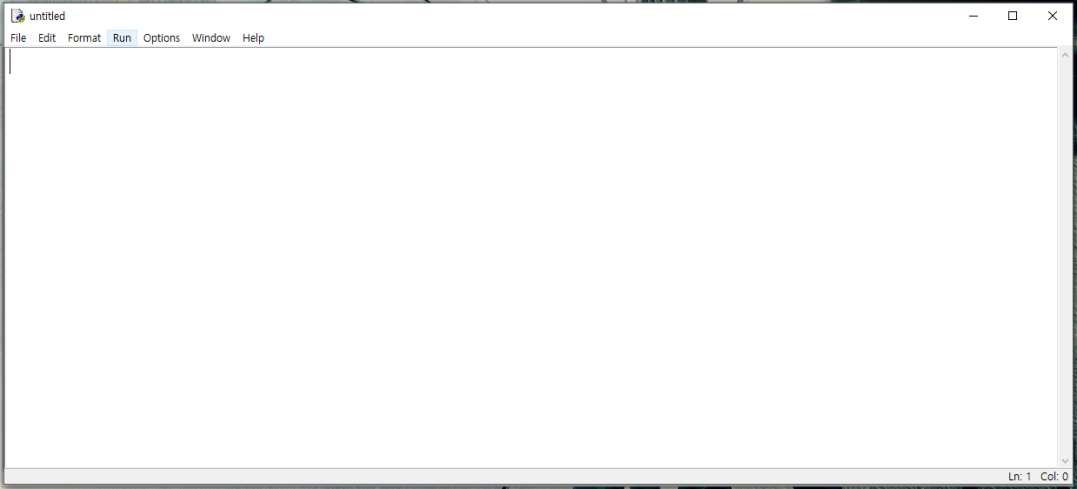 untitled
File Edit Format Run Options Window Help
Ln: 1 Col: 0